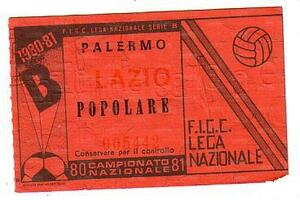 F.I.G.C. LEGA NAZIONALE SERIE B
1980-81
B
PALERMO
LAZIO
POPOLARE
Conservare per il controllo
80 CAMPIONATO 81
NAZIONALE
F.I.G.C.
LEGA
NAZIONALE